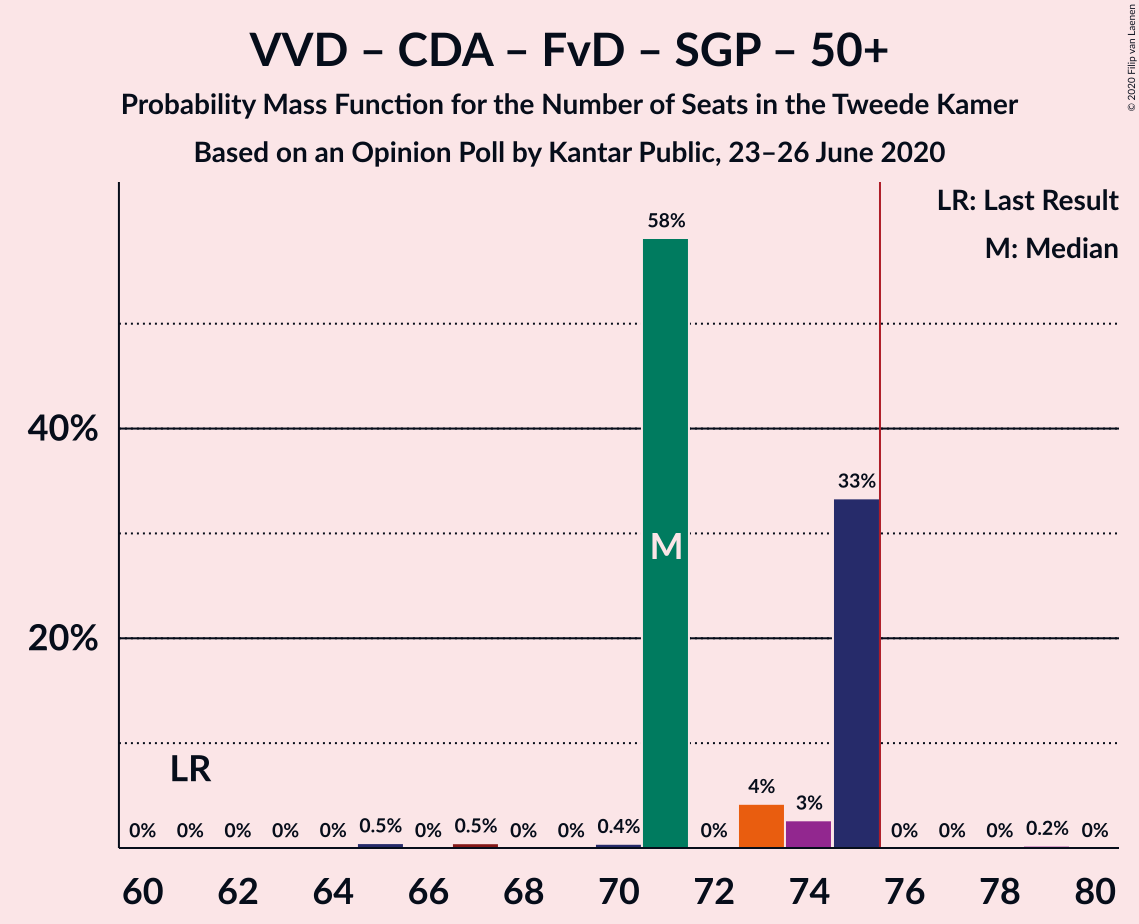 VVD – CDA – FvD – SGP – 50+
Probability Mass Function for the Number of Seats in the Tweede Kamer
Based on an Opinion Poll by Kantar Public, 23–26 June 2020
© 2020 Filip van Laenen
LR: Last Result
M: Median
58%
40%
33%
M
20%
LR
0% 0% 0% 0% 0% 0.5% 0% 0.5% 0% 0% 0.4% 0% 4% 3% 0% 0% 0% 0.2% 0%
60 62 64 66 68 70 72 74 76 78 80